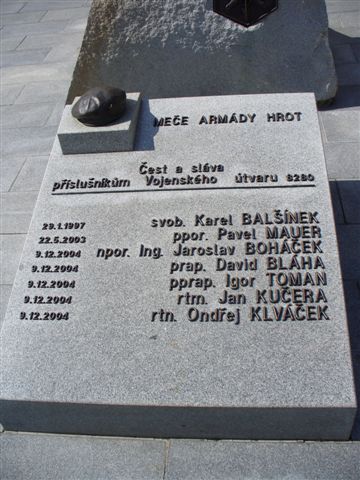 MEČE ARMÁDY HROT
Čest a sláva
příslušníkům Vojenského útvaru 8280
29.1.1997 svob. Karel BALŠÍNEK
22.5.2003 ppor. Pavel MAUER
9.12.2004 npor. Ing. Jaroslav BOHÁČEK
9.12.2004 prap. David BLÁHA
9.12.2004 pprap. Igor TOMAN
9.12.2004 rtm. Jan KUČERA
9.12.2004 rtn. Ondřej KLVÁČEK